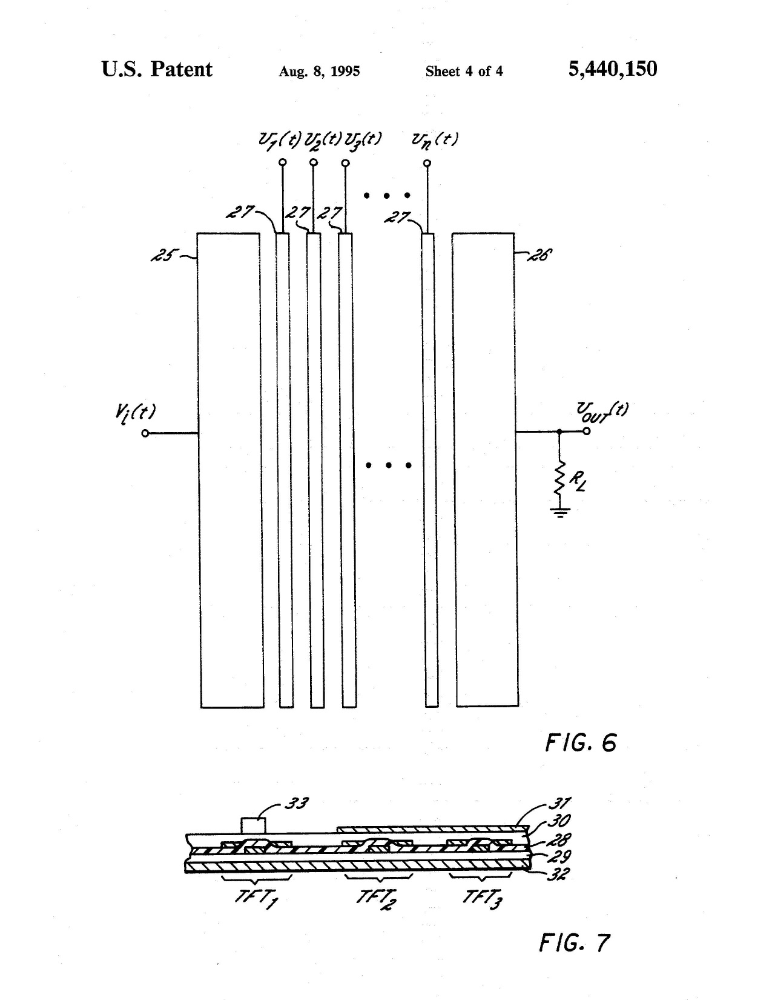 U.S. Patent Aug. 8, 1995 Sheet 4 of 4 5,440,150
v1(t) v2(t) v3(t) vn(t)
27 27 27 27
25 26
Vi(t) vOUT(t)
RL
FIG. 6
33 31
30
28
29
32
TFT1 TFT2 TFT3
FIG. 7